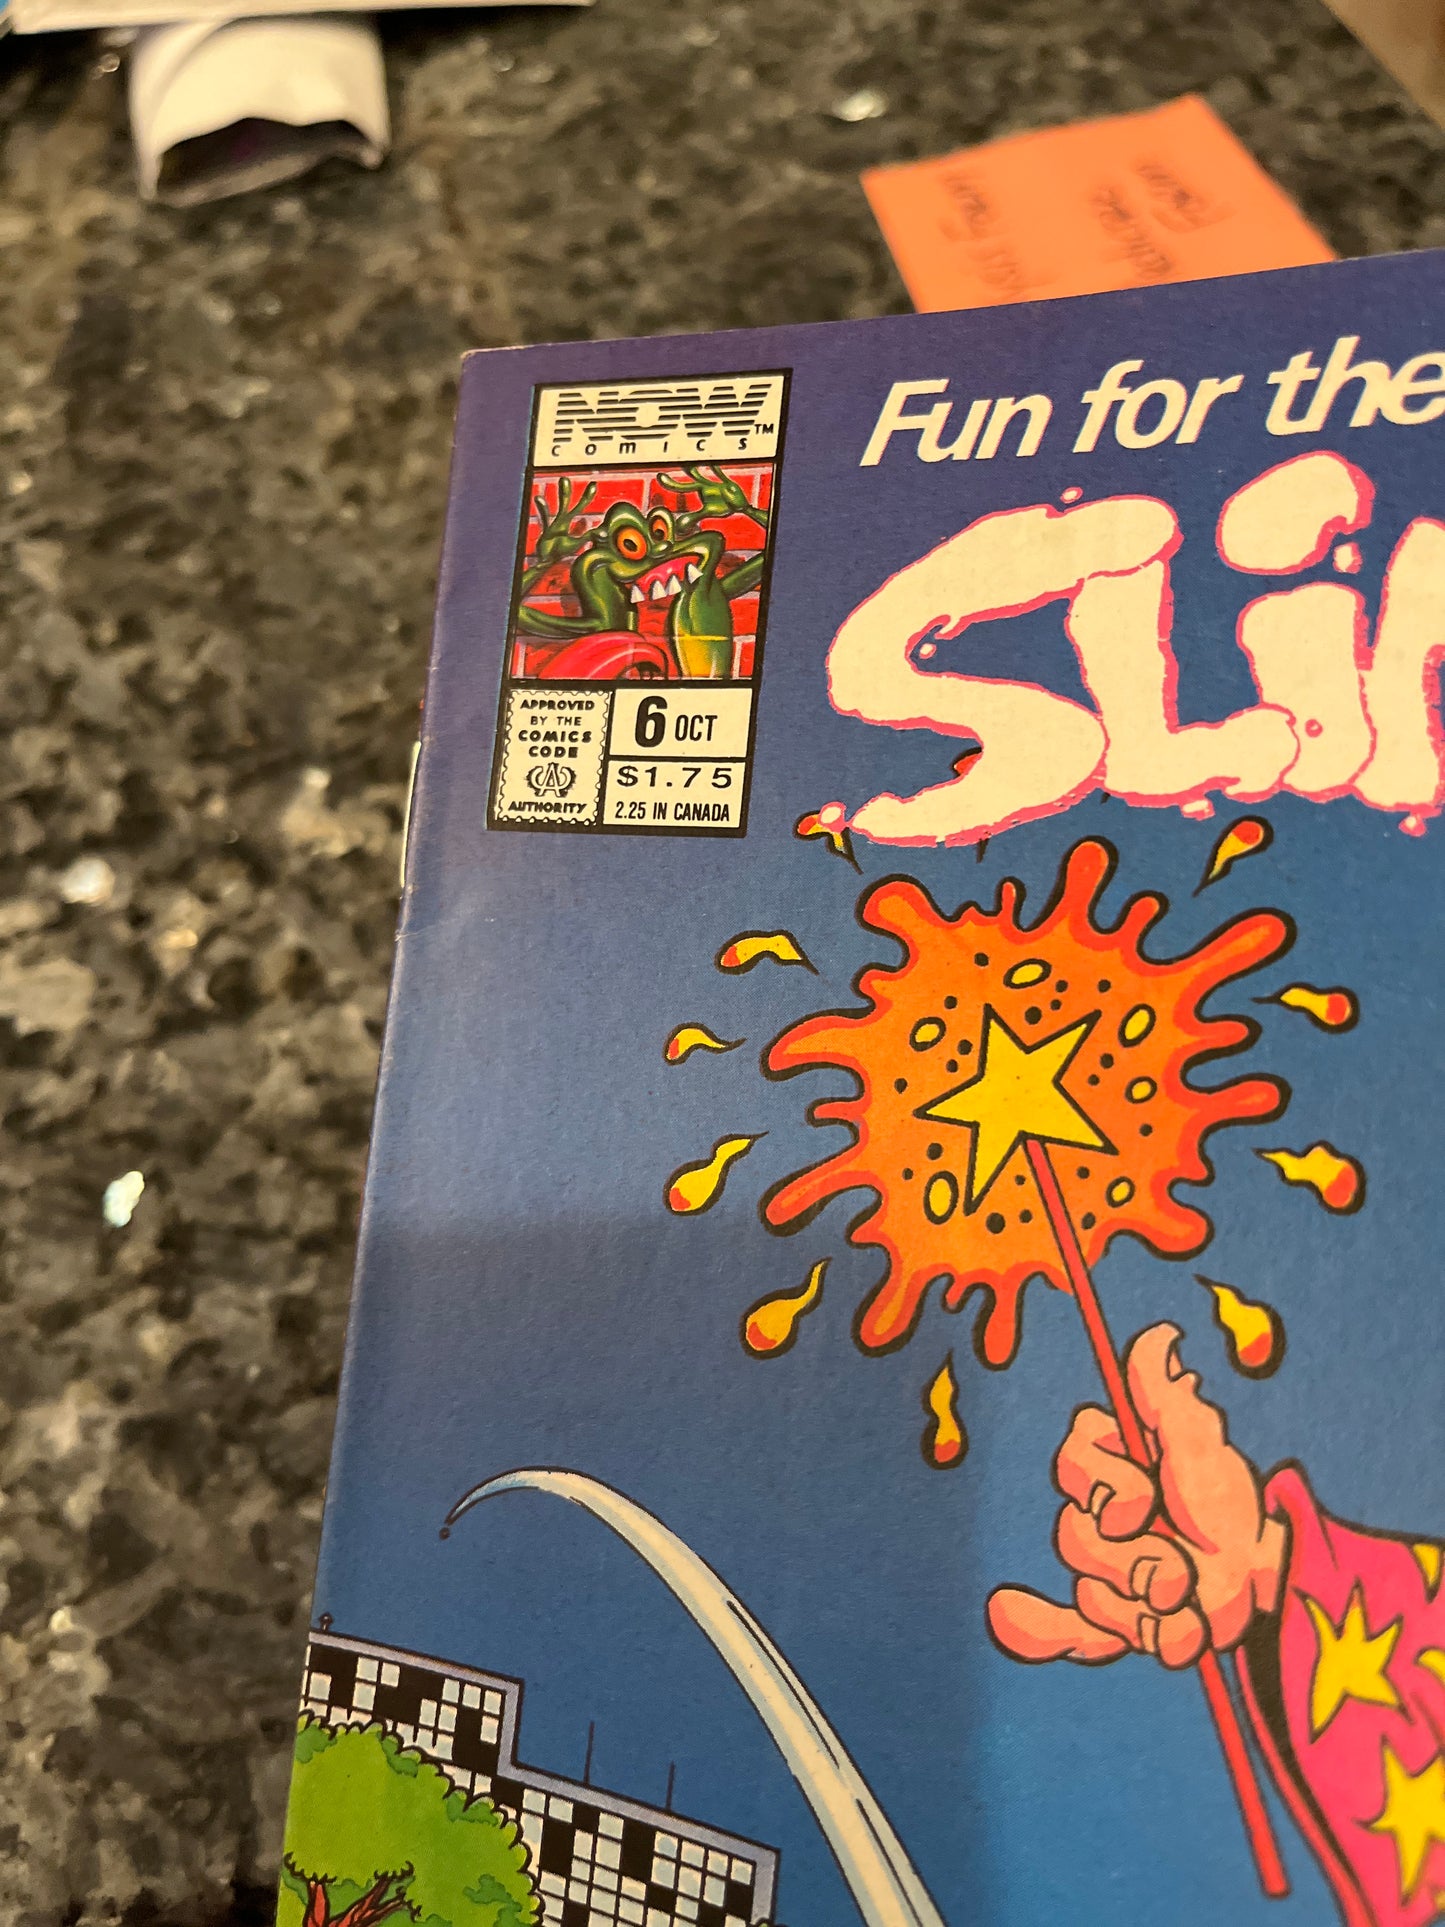 NOW
COMICS™
APPROVED
BY THE
COMICS
CODE
AUTHORITY
6 OCT
$1.75
2.25 IN CANADA
Fun for the
SLim